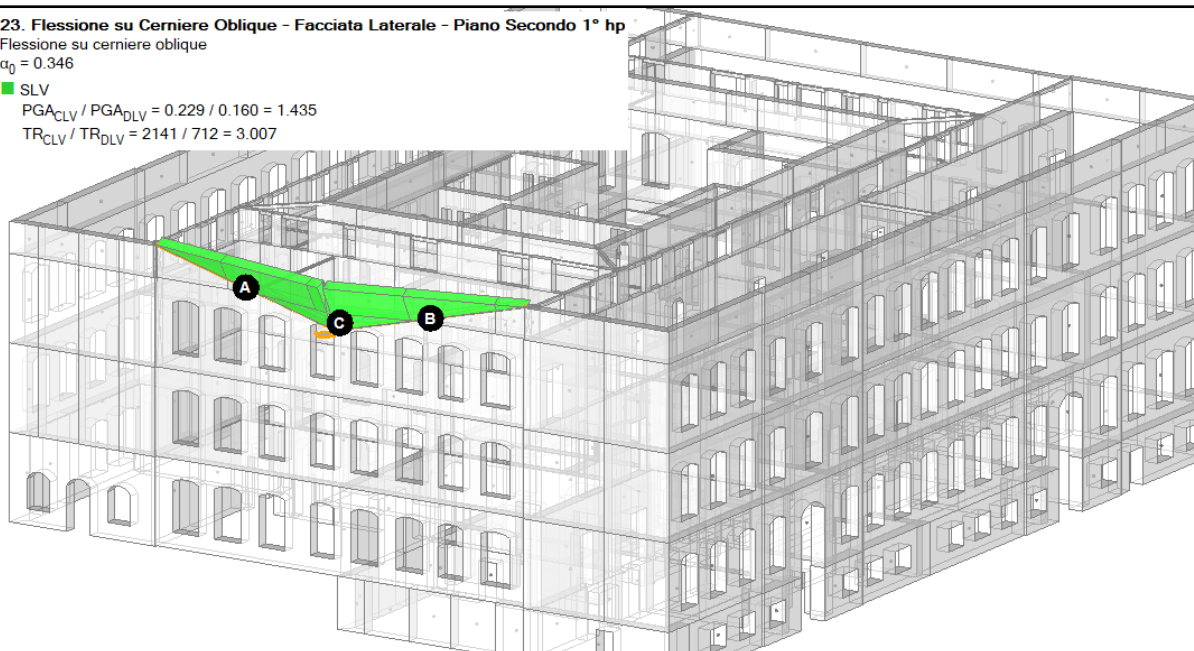 23. Flessione su Cerniere Oblique - Facciata Laterale - Piano Secondo 1° hp
Flessione su cerniere oblique
α0 = 0.346
SLV
PGACLV / PGADLV = 0.229 / 0.160 = 1.435
TRCLV / TRDLV = 2141 / 712 = 3.007
A
C
B